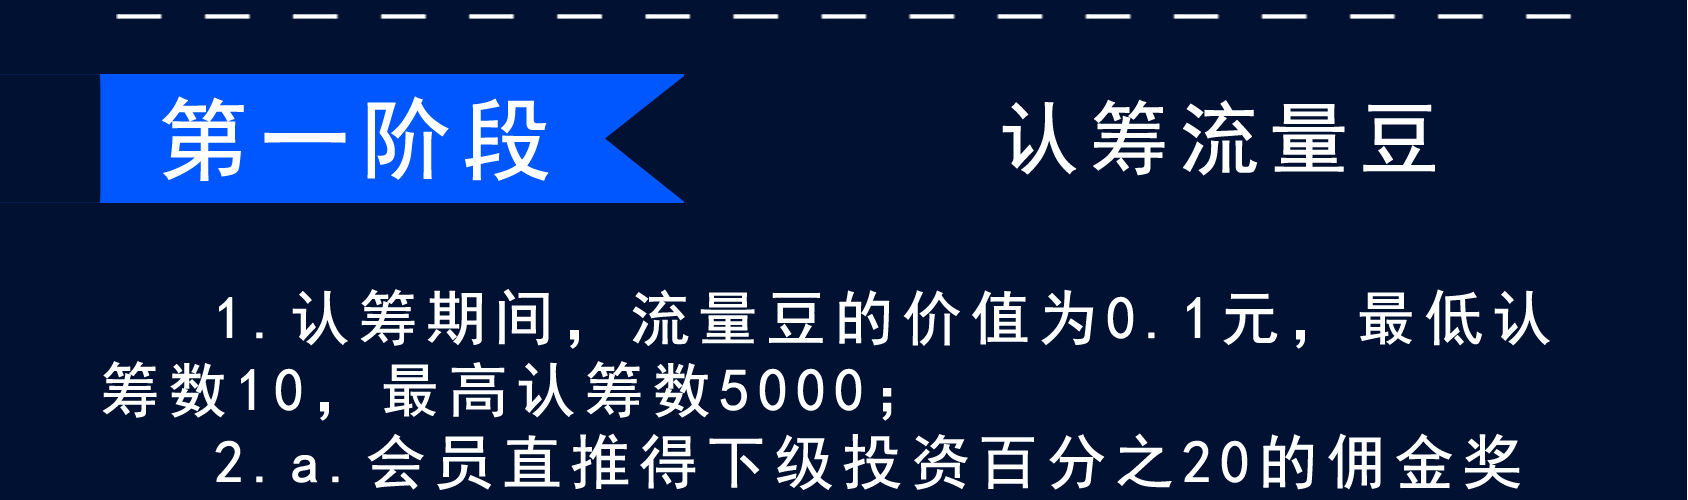 第一阶段
认筹流量豆
1.认筹期间，流量豆的价值为0.1元，最低认
筹数10，最高认筹数5000；
2.a.会员直推得下级投资百分之20的佣金奖